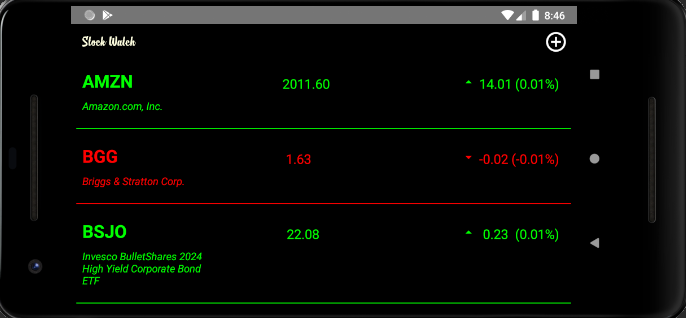 8:46
Stock Watch
AMZN 2011.60 14.01 (0.01%)
Amazon.com, Inc.
BGG 1.63 -0.02 (-0.01%)
Briggs & Stratton Corp.
BSJO 22.08 0.23 (0.01%)
Invesco BulletShares 2024
High Yield Corporate Bond
ETF